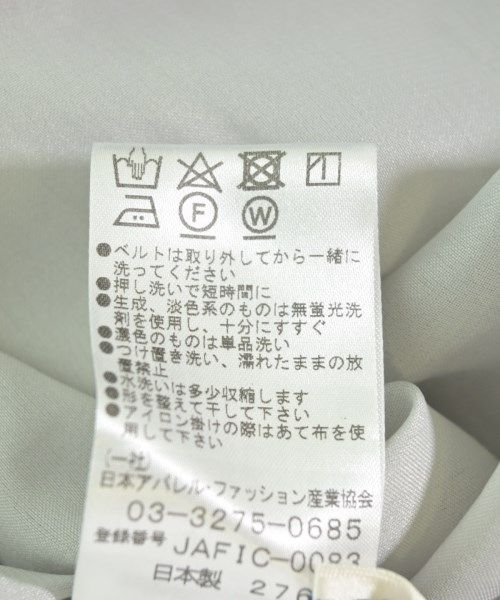 F W
●ベルトは取り外してから一緒に
洗ってください
●押し洗いで短時間に
●生成、淡色系のものは無蛍光洗
剤を使用し、十分にすすぐ
●濃色のものは単品洗い
●つけ置き洗い、濡れたままの放
置禁止
●水洗いは多少収縮します
●形を整えて干して下さい
●アイロン掛けの際はあて布を使
用して下さい
(一社)
日本アパレル・ファッション産業協会
03-3275-0685
登録番号 JAFIC-0083
日本製 276